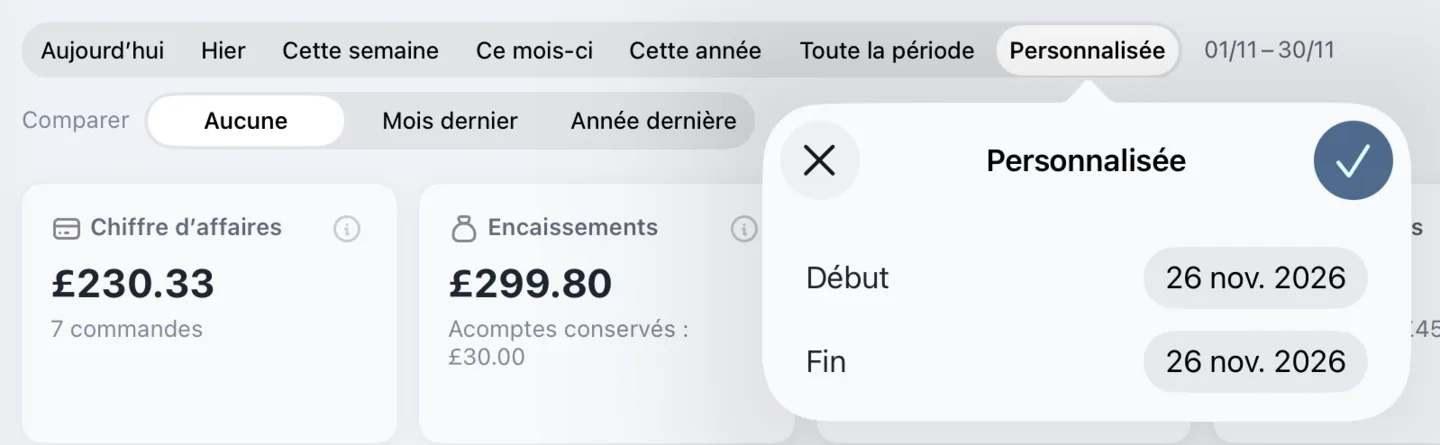 Aujourd’hui Hier Cette semaine Ce mois-ci Cette année Toute la période Personnalisée 01/11 – 30/11
Comparer Aucune Mois dernier Année dernière
Personnalisée
Chiffre d’affaires
£230.33
7 commandes
Encaissements
£299.80
Acomptes conservés :
£30.00
Début 26 nov. 2026
Fin 26 nov. 2026